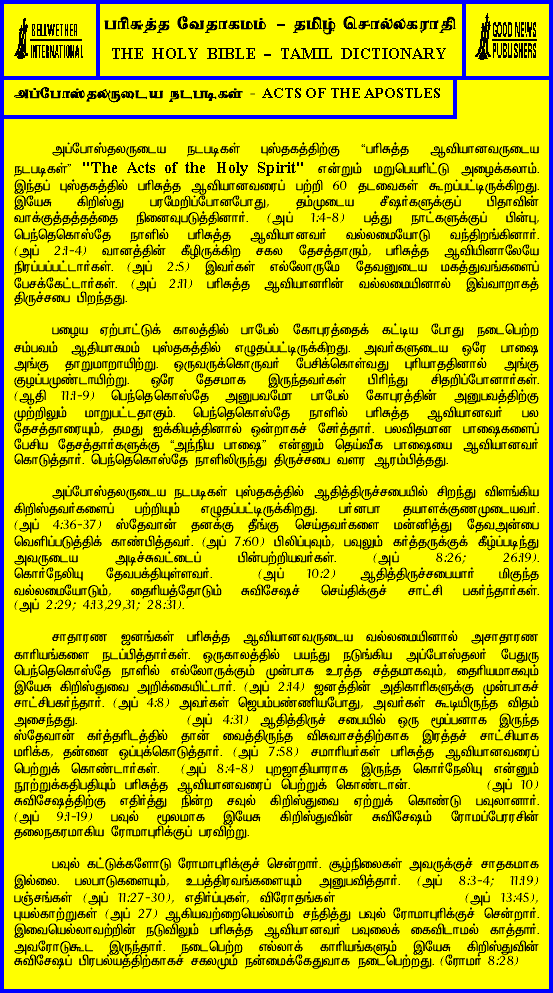 BELLWETHER
INTERNATIONAL
பரிசுத்த வேதாகமம் – தமிழ் சொல்லகராதி
THE HOLY BIBLE – TAMIL DICTIONARY
GOOD NEWS
PUBLISHERS
அப்போஸ்தலருடைய நடபடிகள் - ACTS OF THE APOSTLES
அப்போஸ்தலருடைய நடபடிகள் புஸ்தகத்திற்கு “பரிசுத்த ஆவியானவருடைய
நடபடிகள்” "The Acts of the Holy Spirit" என்றும் மறுபெயரிட்டு அழைக்கலாம்.
இந்தப் புஸ்தகத்தில் பரிசுத்த ஆவியானவரைப் பற்றி 60 தடவைகள் கூறப்பட்டிருக்கிறது.
இயேசு கிறிஸ்து பரமேறிப்போனபோது, தம்முடைய சீஷர்களுக்குப் பிதாவின்
வாக்குத்தத்தத்தை நினைவுபடுத்தினார். (அப் 1:4-8) பத்து நாட்களுக்குப் பின்பு,
பெந்தெகொஸ்தே நாளில் பரிசுத்த ஆவியானவர் வல்லமையோடு வந்திறங்கினார்.
(அப் 2:1-4) வானத்தின் கீழிருக்கிற சகல தேசத்தாரும், பரிசுத்த ஆவியினாலேயே
நிரப்பப்பட்டார்கள். (அப் 2:5) இவர்கள் எல்லோருமே தேவனுடைய மகத்துவங்களைப்
பேசக்கேட்டார்கள். (அப் 2:11) பரிசுத்த ஆவியானரின் வல்லமையினால் இவ்வாறாகத்
திருச்சபை பிறந்தது.
பழைய ஏற்பாட்டுக் காலத்தில் பாபேல் கோபுரத்தைக் கட்டிய போது நடைபெற்ற
சம்பவம் ஆதியாகமம் புஸ்தகத்தில் எழுதப்பட்டிருக்கிறது. அவர்களுடைய ஒரே பாஷை
அங்கு தாறுமாறாயிற்று. ஒருவருக்கொருவர் பேசிக்கொள்வது புரியாததினால் அங்கு
குழப்பமுண்டாயிற்று. ஒரே தேசமாக இருந்தவர்கள் பிரிந்து சிதறிப்போனார்கள்.
(ஆதி 11:1-9) பெந்தெகொஸ்தே அனுபவமோ பாபேல் கோபுரத்தின் அனுபவத்திற்கு
முற்றிலும் மாறுபட்டதாகும். பெந்தெகொஸ்தே நாளில் பரிசுத்த ஆவியானவர் பல
தேசத்தாரையும், தமது ஐக்கியத்தினால் ஒன்றாகச் சேர்த்தார். பலவிதமான பாஷைகளைப்
பேசிய தேசத்தார்களுக்கு “அந்நிய பாஷை” என்னும் தெய்வீக பாஷையை ஆவியானவர்
கொடுத்தார். பெந்தெகொஸ்தே நாளிலிருந்து திருச்சபை வளர ஆரம்பித்தது.
அப்போஸ்தலருடைய நடபடிகள் புஸ்தகத்தில் ஆதித்திருச்சபையில் சிறந்து விளங்கிய
கிறிஸ்தவர்களைப் பற்றியும் எழுதப்பட்டிருக்கிறது. பர்னபா தயாளக்குணமுடையவர்.
(அப் 4:36-37) ஸ்தேவான் தனக்கு தீங்கு செய்தவர்களை மன்னித்து தேவஅன்பை
வெளிப்படுத்திக் காண்பித்தவர். (அப் 7:60) பிலிப்புவும், பவுலும் கர்த்தருக்குக் கீழ்ப்படிந்து
அவருடைய அடிச்சுவட்டைப் பின்பற்றியவர்கள். (அப் 8:26; 26:19).
கொர்நேலியு தேவபக்தியுள்ளவர். (அப் 10:2) ஆதித்திருச்சபையார் மிகுந்த
வல்லமையோடும், தைரியத்தோடும் சுவிசேஷச் செய்திக்குச் சாட்சி பகர்ந்தார்கள்.
(அப் 2:29; 4:13,29,31; 28:31).
சாதாரண ஜனங்கள் பரிசுத்த ஆவியானவருடைய வல்லமையினால் அசாதாரண
காரியங்களை நடப்பித்தார்கள். ஒருகாலத்தில் பயந்து நடுங்கிய அப்போஸ்தலர் பேதுரு
பெந்தெகொஸ்தே நாளில் எல்லோருக்கும் முன்பாக உரத்த சத்தமாகவும், தைரியமாகவும்
இயேசு கிறிஸ்துவை அறிக்கையிட்டார். (அப் 2:14) ஜனத்தின் அதிகாரிகளுக்கு முன்பாகச்
சாட்சிபகர்ந்தார். (அப் 4:8) அவர்கள் ஜெபம்பண்ணியபோது, அவர்கள் கூடியிருந்த விதம்
அசைந்தது. (அப் 4:31) ஆதித்திருச் சபையில் ஒரு மூப்பனாக இருந்த
ஸ்தேவான் கர்த்தரிடத்தில் தான் வைத்திருந்த விசுவாசத்திற்காக இரத்தச் சாட்சியாக
மரிக்க, தன்னை ஒப்புக்கொடுத்தார். (அப் 7:58) சமாரியர்கள் பரிசுத்த ஆவியானவரைப்
பெற்றுக் கொண்டார்கள். (அப் 8:4-8) புறஜாதியாராக இருந்த கொர்நேலியு என்னும்
நூற்றுக்கதிபதியும் பரிசுத்த ஆவியானவரைப் பெற்றுக் கொண்டான். (அப் 10)
சுவிசேஷத்திற்கு எதிர்த்து நின்ற சவுல் கிறிஸ்துவை ஏற்றுக் கொண்டு பவுலானார்.
(அப் 9:1-19) பவுல் மூலமாக இயேசு கிறிஸ்துவின் சுவிசேஷம் ரோமப்பேரரசின்
தலைநகரமாகிய ரோமாபுரிக்குப் பரவிற்று.
பவுல் கட்டுக்களோடு ரோமாபுரிக்குச் சென்றார். சூழ்நிலைகள் அவருக்குச் சாதகமாக
இல்லை. பலபாடுகளையும், உபத்திரவங்களையும் அனுபவித்தார். (அப் 8:3-4; 11:19)
பஞ்சங்கள் (அப் 11:27-30), எதிர்ப்புகள், விரோதங்கள் (அப் 13:45),
புயல்காற்றுகள் (அப் 27) ஆகியவற்றையெல்லாம் சந்தித்து பவுல் ரோமாபுரிக்குச் சென்றார்.
இவையெல்லாவற்றின் நடுவிலும் பரிசுத்த ஆவியானவர் பவுலைக் கைவிடாமல் காத்தார்.
அவரோடுகூட இருந்தார். நடைபெற்ற எல்லாக் காரியங்களும் இயேசு கிறிஸ்துவின்
சுவிசேஷப் பிரபல்யத்திற்காகச் சகலமும் நன்மைக்கேதுவாக நடைபெற்றது. (ரோமர் 8:28)